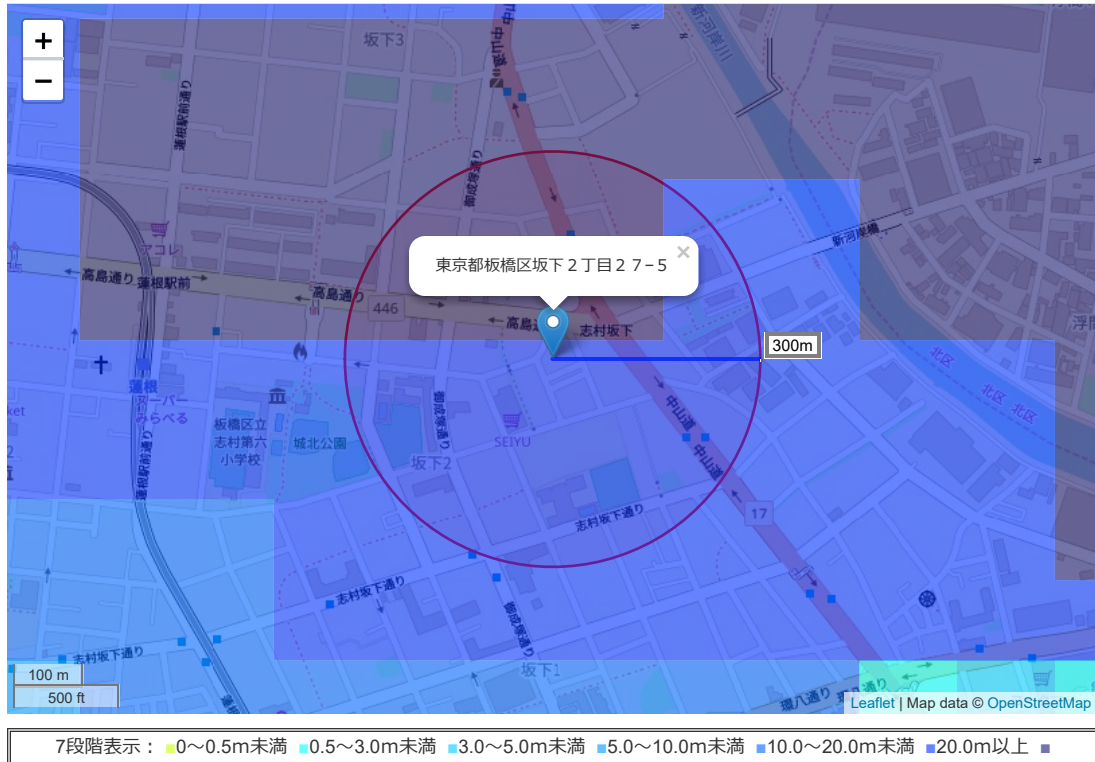 +
−
坂下3
新河岸川
中山道
蓮根駅前通り
御成塚通り
アコレ
新河岸橋
東京都板橋区坂下２丁目２７−５
×
高島通り
蓮根駅前
高島通り
446
高島通
志村坂下
300m
浮間
北区
北区 北区
蓮根
スーパー
みらべる
ket
板橋区立
志村第六
小学校
城北公園
御成塚通り
SEIYU
中山道
坂下2
中山道
蓮根駅前通り
志村坂下通り
17
志村坂下通り
御成塚通り
志村坂下通り
坂下1
環八通り
環八通り
100 m
500 ft
Leaflet | Map data © OpenStreetMap
7段階表示： ■0～0.5m未満 ■0.5～3.0m未満 ■3.0～5.0m未満 ■5.0～10.0m未満 ■10.0～20.0m未満 ■20.0m以上 ■